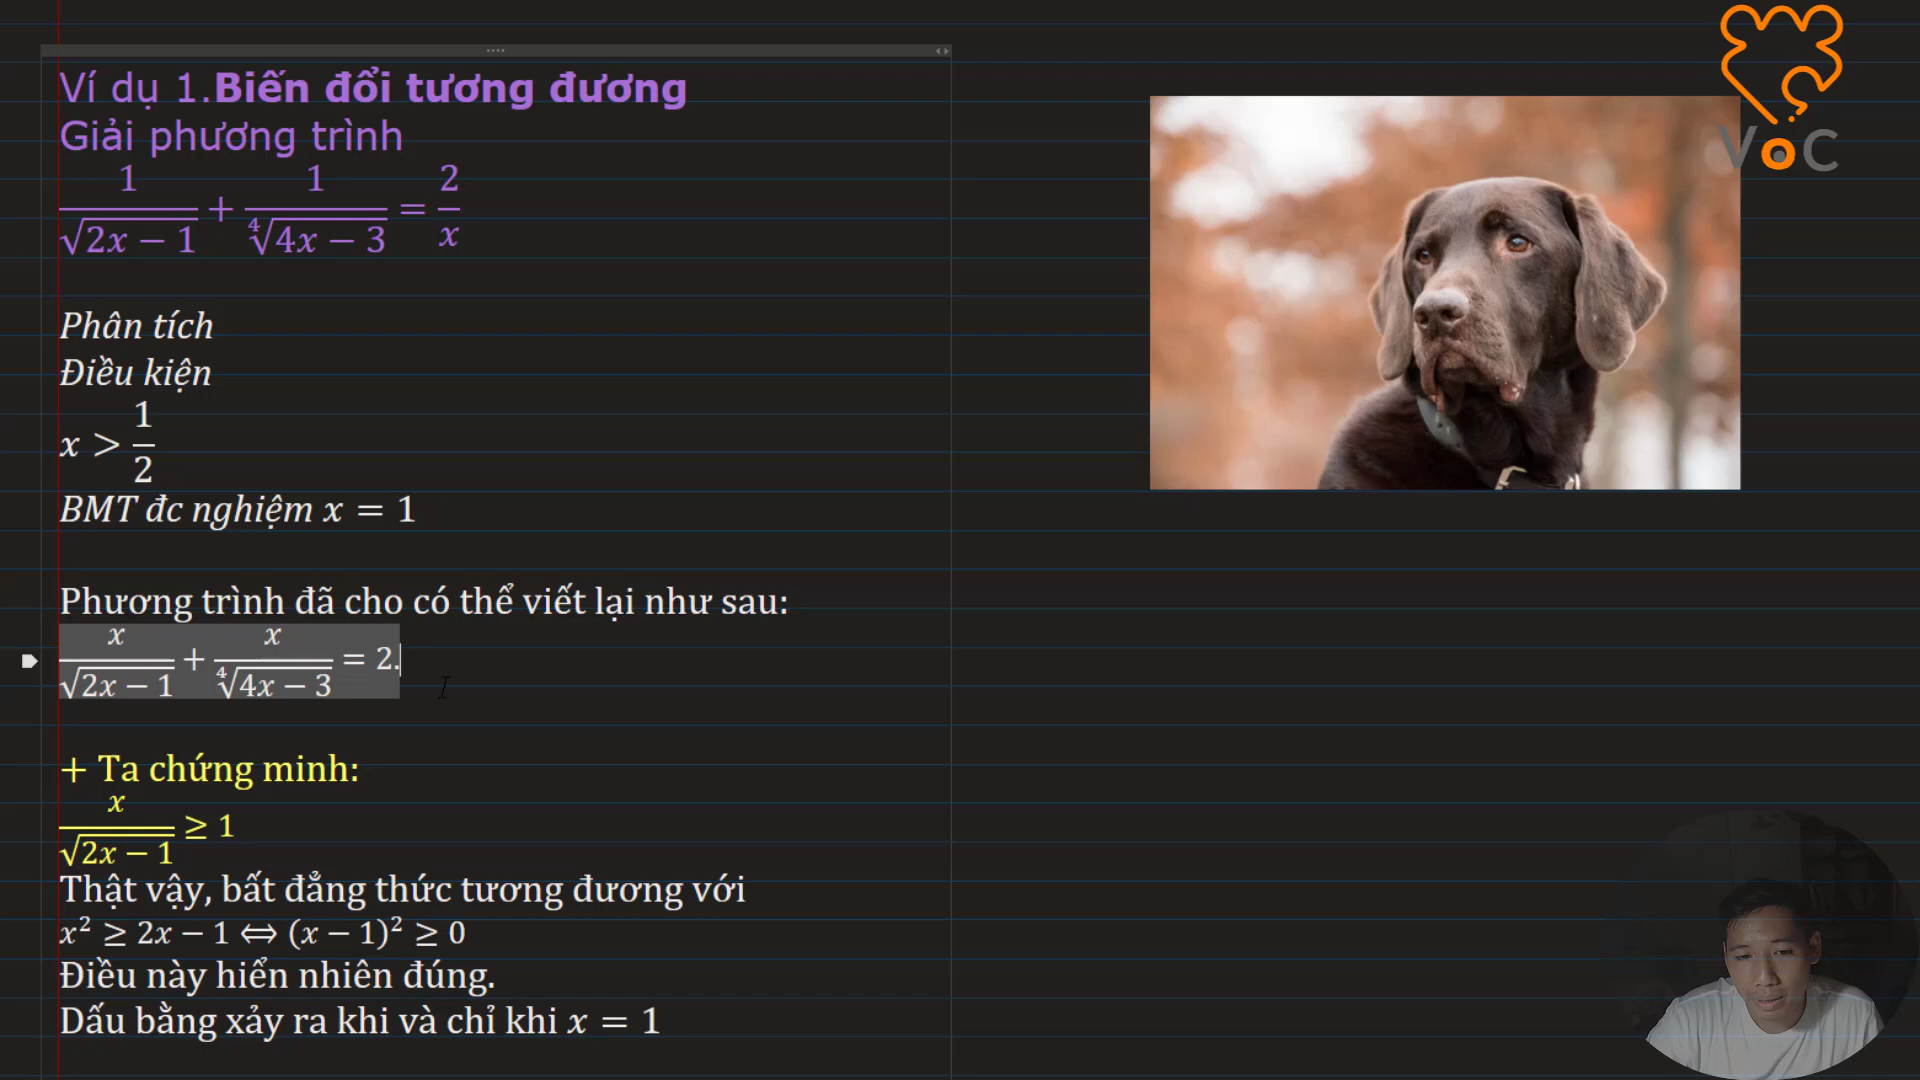 Ví dụ 1.Biến đổi tương đương
Giải phương trình
1/√(2x − 1) + 1/∜(4x − 3) = 2/x
Phân tích
Điều kiện
x > 1/2
BMT đc nghiệm x = 1
Phương trình đã cho có thể viết lại như sau:
x/√(2x − 1) + x/∜(4x − 3) = 2.
+ Ta chứng minh:
x/√(2x − 1) ≥ 1
Thật vậy, bất đẳng thức tương đương với
x² ≥ 2x − 1 ⟺ (x − 1)² ≥ 0
Điều này hiển nhiên đúng.
Dấu bằng xảy ra khi và chỉ khi x = 1
VOC